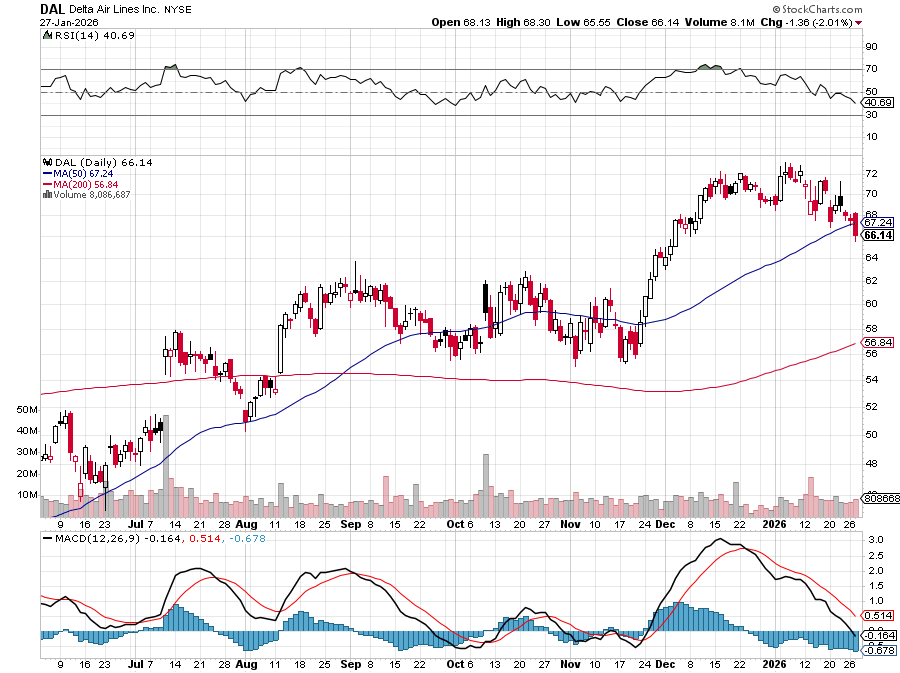 DAL Delta Air Lines Inc. NYSE © StockCharts.com
27-Jan-2026 Open 68.13 High 68.30 Low 65.55 Close 66.14 Volume 8.1M Chg -1.36 (-2.01%)
RSI(14) 40.69
90
70
50
40.69
30
10
DAL (Daily) 66.14
MA(50) 67.24
MA(200) 56.84
Volume 8,086,687
72
70
68
67.24
66.14
64
62
60
58
56.84
56
54
52
50
48
50M
40M
30M
20M
10M
808668
9 16 23 Jul 7 14 21 28 Aug 11 18 25 Sep 8 15 22 Oct 6 13 20 27 Nov 10 17 24 Dec 8 15 22 2026 12 20 26
MACD(12,26,9) -0.164, 0.514, -0.678
3.0
2.5
2.0
1.5
1.0
0.514
-0.164
-0.678
9 16 23 Jul 7 14 21 28 Aug 11 18 25 Sep 8 15 22 Oct 6 13 20 27 Nov 10 17 24 Dec 8 15 22 2026 12 20 26